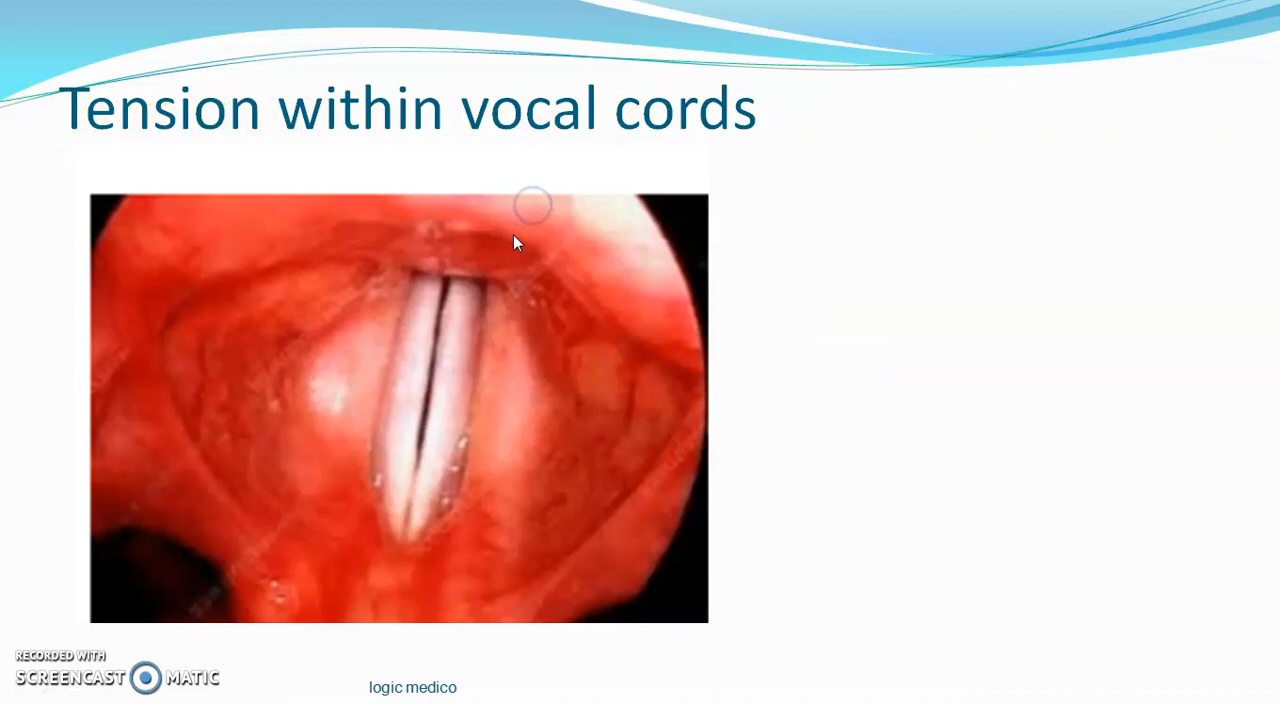 Tension within vocal cords
RECORDED WITH
SCREENCAST MATIC
logic medico